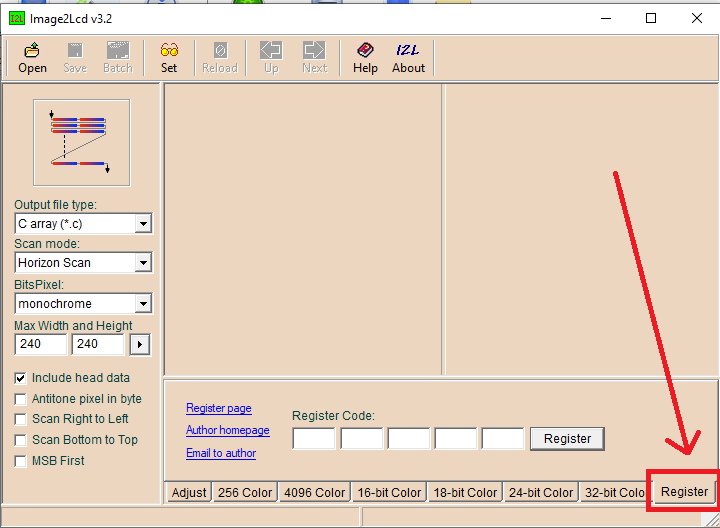 I2L Image2Lcd v3.2
Open Save Batch Set Reload Up Next Help I2L About
Output file type:
C array (*.c)
Scan mode:
Horizon Scan
BitsPixel:
monochrome
Max Width and Height
240 240
Include head data
Antitone pixel in byte
Scan Right to Left
Scan Bottom to Top
MSB First
Register page
Author homepage
Email to author
Register Code:
Register
Adjust 256 Color 4096 Color 16-bit Color 18-bit Color 24-bit Color 32-bit Colo Register